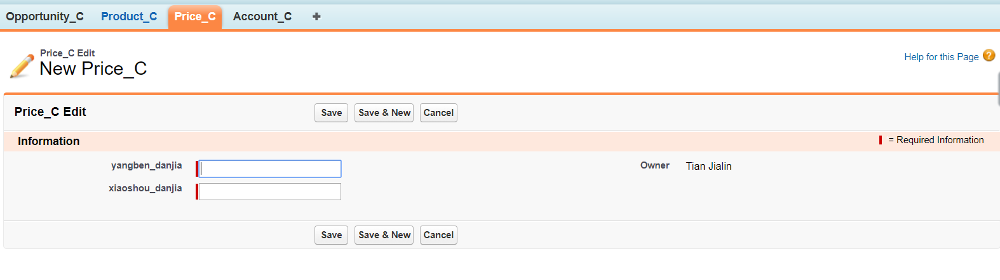 Opportunity_C Product_C Price_C Account_C +
Price_C Edit
New Price_C
Help for this Page ?
Price_C Edit Save Save & New Cancel
Information = Required Information
yangben_danjia Owner Tian Jialin
xiaoshou_danjia
Save Save & New Cancel